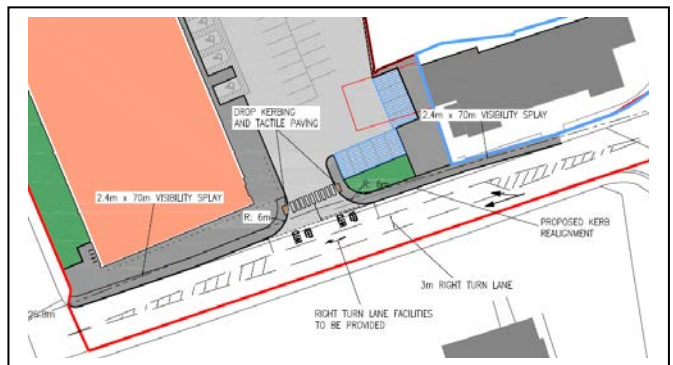 DROP KERBING
AND TACTILE PAVING
2.4m x 70m VISIBILITY SPLAY
2.4m x 70m VISIBILITY SPLAY
R: 6m
R: 6m
PROPOSED KERB
REALIGNMENT
3m RIGHT TURN LANE
RIGHT TURN LANE FACILITIES
TO BE PROVIDED